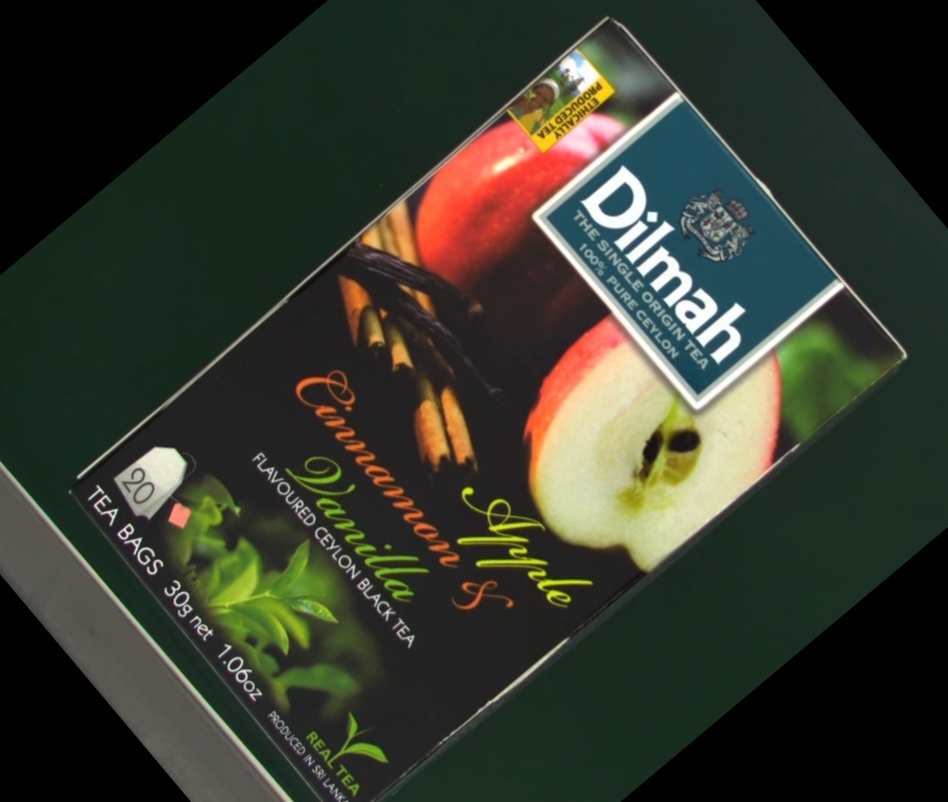 ETHICALLY
PRODUCED TEA
Dilmah
THE SINGLE ORIGIN TEA
100% PURE CEYLON
Apple
Cinnamon &
Vanilla
FLAVOURED CEYLON BLACK TEA
20
TEA BAGS 30g net 1.06oz
REAL TEA
PRODUCED IN SRI LANKA